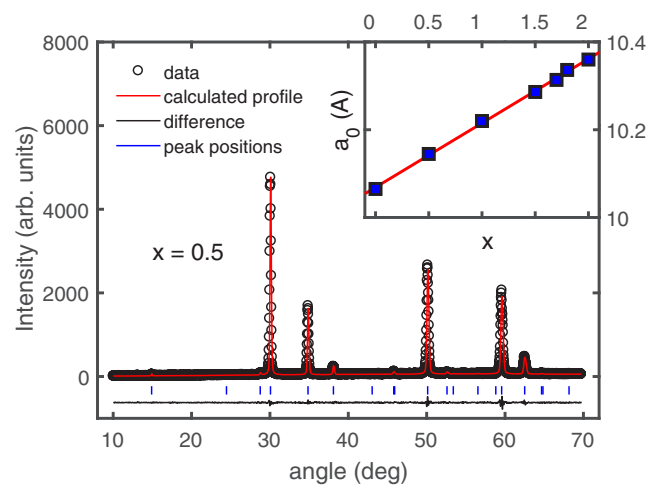 0 0.5 1 1.5 2
8000
6000
4000
2000
0
Intensity (arb. units)
data
calculated profile
difference
peak positions
x = 0.5
a0 (A)
10.4
10.2
10
x
10 20 30 40 50 60 70
angle (deg)